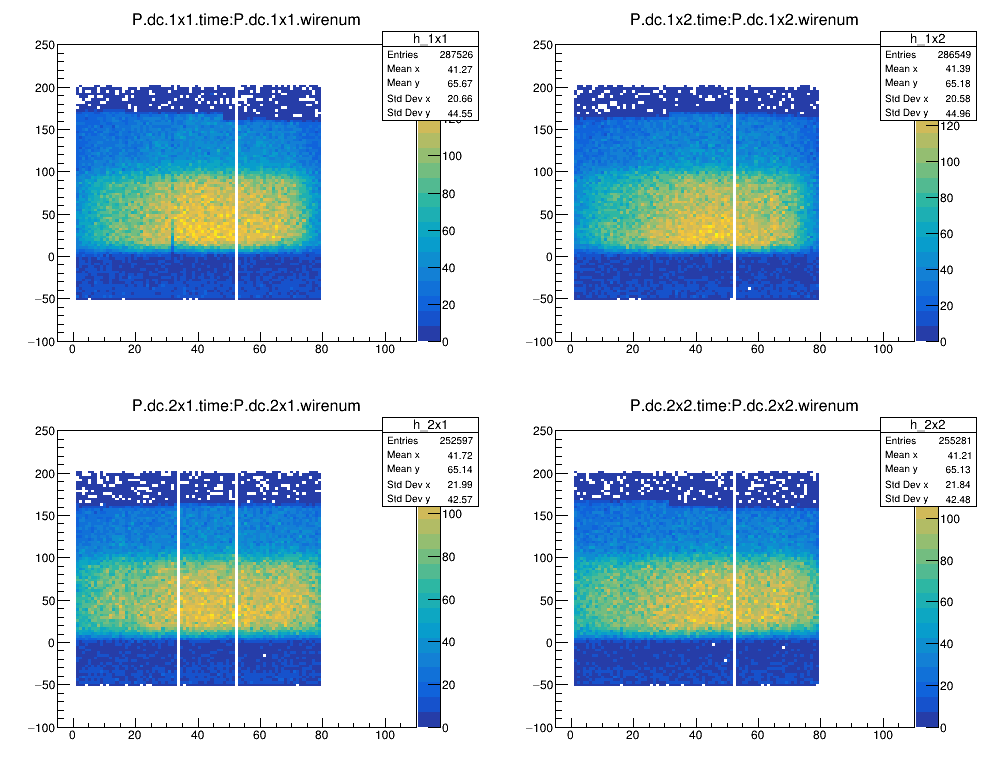 P.dc.1x1.time:P.dc.1x1.wirenum
h_1x1
Entries 287526
Mean x 41.27
Mean y 65.67
Std Dev x 20.66
Std Dev y 44.55
250
200
150
100
50
0
−50
−100
0 20 40 60 80 100
120
100
80
60
40
20
0
P.dc.1x2.time:P.dc.1x2.wirenum
h_1x2
Entries 286549
Mean x 41.39
Mean y 65.18
Std Dev x 20.58
Std Dev y 44.96
250
200
150
100
50
0
−50
−100
0 20 40 60 80 100
120
100
80
60
40
20
0
P.dc.2x1.time:P.dc.2x1.wirenum
h_2x1
Entries 252597
Mean x 41.72
Mean y 65.14
Std Dev x 21.99
Std Dev y 42.57
250
200
150
100
50
0
−50
−100
0 20 40 60 80 100
100
80
60
40
20
0
P.dc.2x2.time:P.dc.2x2.wirenum
h_2x2
Entries 255281
Mean x 41.21
Mean y 65.13
Std Dev x 21.84
Std Dev y 42.48
250
200
150
100
50
0
−50
−100
0 20 40 60 80 100
100
80
60
40
20
0